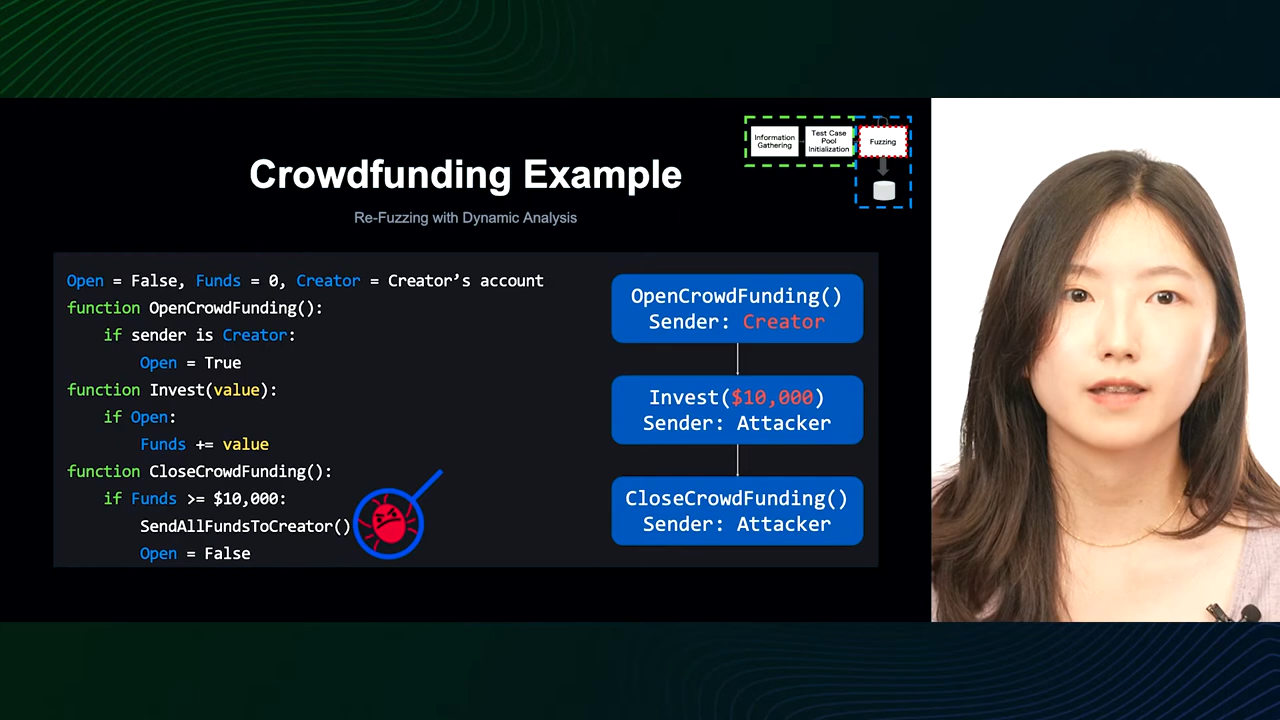 Information
Gathering
Test Case
Pool
Initialization
Fuzzing
Crowdfunding Example
Re-Fuzzing with Dynamic Analysis
Open = False, Funds = 0, Creator = Creator’s account
function OpenCrowdFunding():
if sender is Creator:
Open = True
function Invest(value):
if Open:
Funds += value
function CloseCrowdFunding():
if Funds >= $10,000:
SendAllFundsToCreator()
Open = False
OpenCrowdFunding()
Sender: Creator
Invest($10,000)
Sender: Attacker
CloseCrowdFunding()
Sender: Attacker